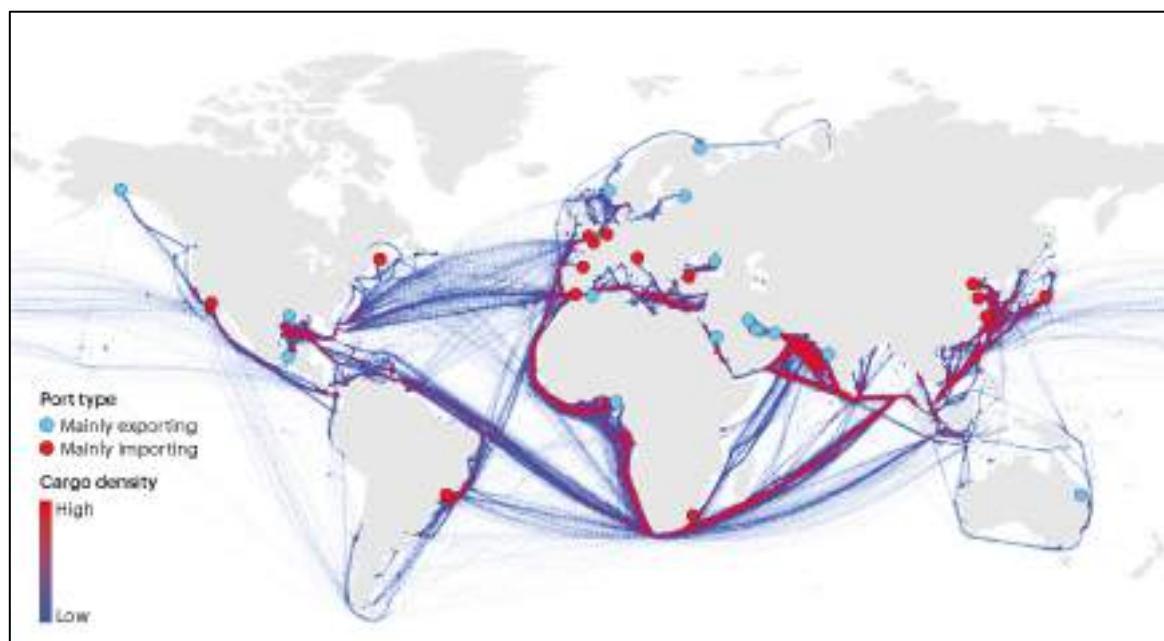 Port type
Mainly exporting
Mainly importing
Cargo density
High
Low